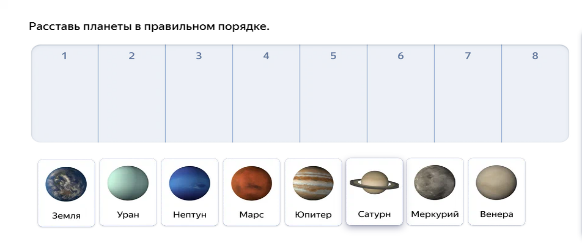 Расставь планеты в правильном порядке.
1 2 3 4 5 6 7 8
Земля Уран Нептун Марс Юпитер Сатурн Меркурий Венера